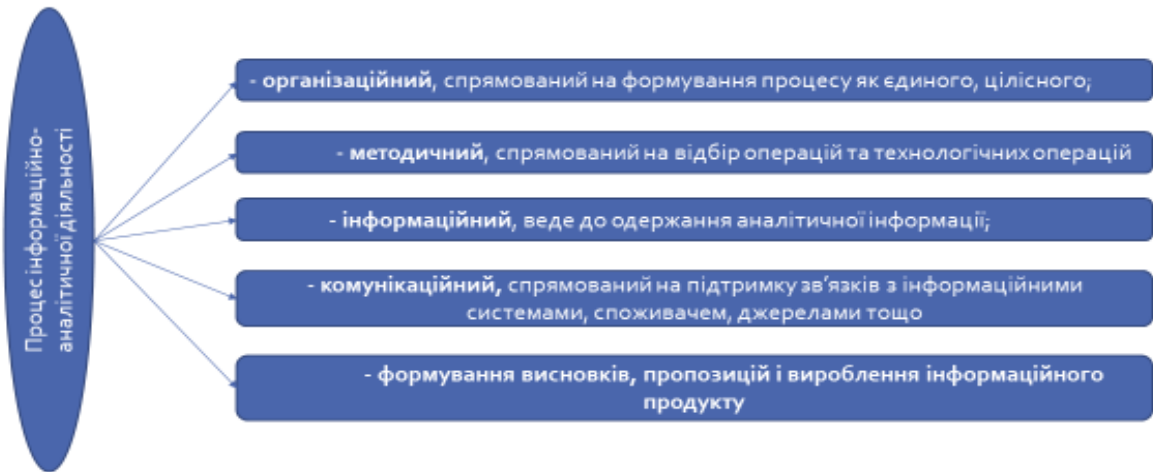 Процес інформаційно-
аналітичної діяльності
- організаційний, спрямований на формування процесу як єдиного, цілісного;
- методичний, спрямований на відбір операцій та технологічних операцій
- інформаційний, веде до одержання аналітичної інформації;
- комунікаційний, спрямований на підтримку зв’язків з інформаційними
системами, споживачем, джерелами тощо
- формування висновків, пропозицій і вироблення інформаційного
продукту